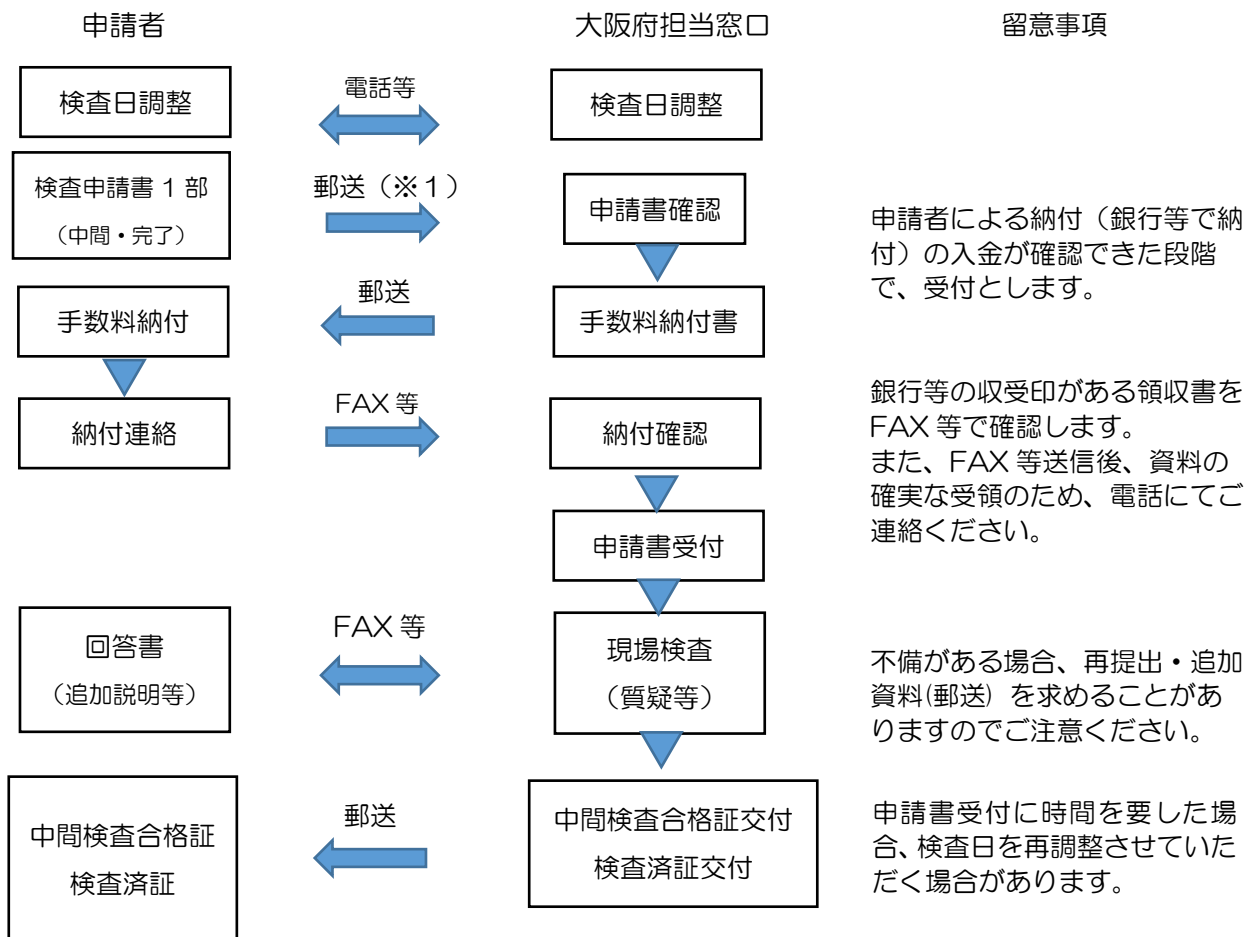 申請者 大阪府担当窓口 留意事項
検査日調整
電話等
検査日調整
検査申請書 1 部
（中間・完了）
郵送（※１）
申請書確認
申請者による納付（銀行等で納
付）の入金が確認できた段階
で、受付とします。
手数料納付
郵送
手数料納付書
納付連絡
FAX 等
納付確認
銀行等の収受印がある領収書を
FAX 等で確認します。
また、FAX 等送信後、資料の
確実な受領のため、電話にてご
連絡ください。
申請書受付
回答書
（追加説明等）
FAX 等
現場検査
（質疑等）
不備がある場合、再提出・追加
資料(郵送) を求めることがあ
りますのでご注意ください。
中間検査合格証
検査済証
郵送
中間検査合格証交付
検査済証交付
申請書受付に時間を要した場
合、検査日を再調整させていた
だく場合があります。